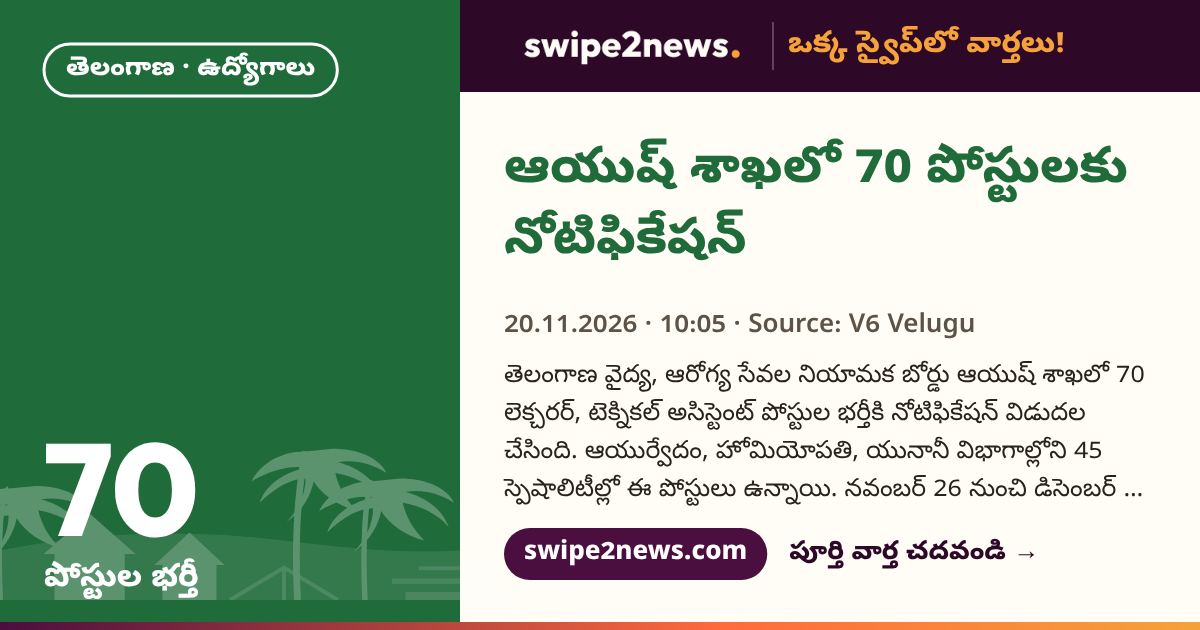 తెలంగాణ · ఉద్యోగాలు
70
పోస్టుల భర్తీ
swipe2news.
ఒక్క స్వైప్‌లో వార్తలు!
ఆయుష్ శాఖలో 70 పోస్టులకు
నోటిఫికేషన్
20.11.2026 · 10:05 · Source: V6 Velugu
తెలంగాణ వైద్య, ఆరోగ్య సేవల నియామక బోర్డు ఆయుష్ శాఖలో 70
లెక్చరర్, టెక్నికల్ అసిస్టెంట్ పోస్టుల భర్తీకి నోటిఫికేషన్ విడుదల
చేసింది. ఆయుర్వేదం, హోమియోపతి, యునానీ విభాగాల్లోని 45
స్పెషాలిటీల్లో ఈ పోస్టులు ఉన్నాయి. నవంబర్ 26 నుంచి డిసెంబర్ ...
swipe2news.com
పూర్తి వార్త చదవండి →